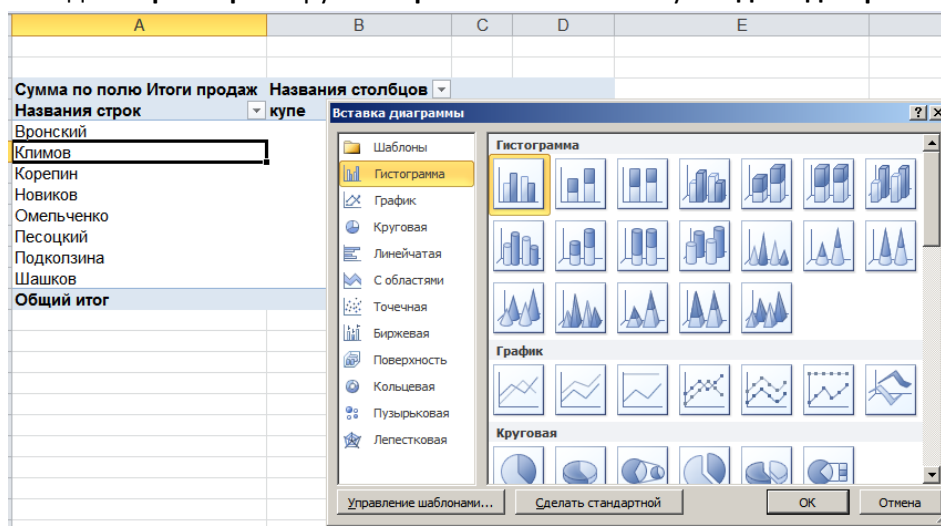 A B C D E
Сумма по полю Итоги продаж Названия столбцов
Названия строк купе
Вронский
Климов
Корепин
Новиков
Омельченко
Песоцкий
Подколзина
Шашков
Общий итог
Вставка диаграммы
Шаблоны
Гистограмма
График
Круговая
Линейчатая
С областями
Точечная
Биржевая
Поверхность
Кольцевая
Пузырьковая
Лепестковая
Гистограмма
График
Круговая
Управление шаблонами... Сделать стандартной ОК Отмена